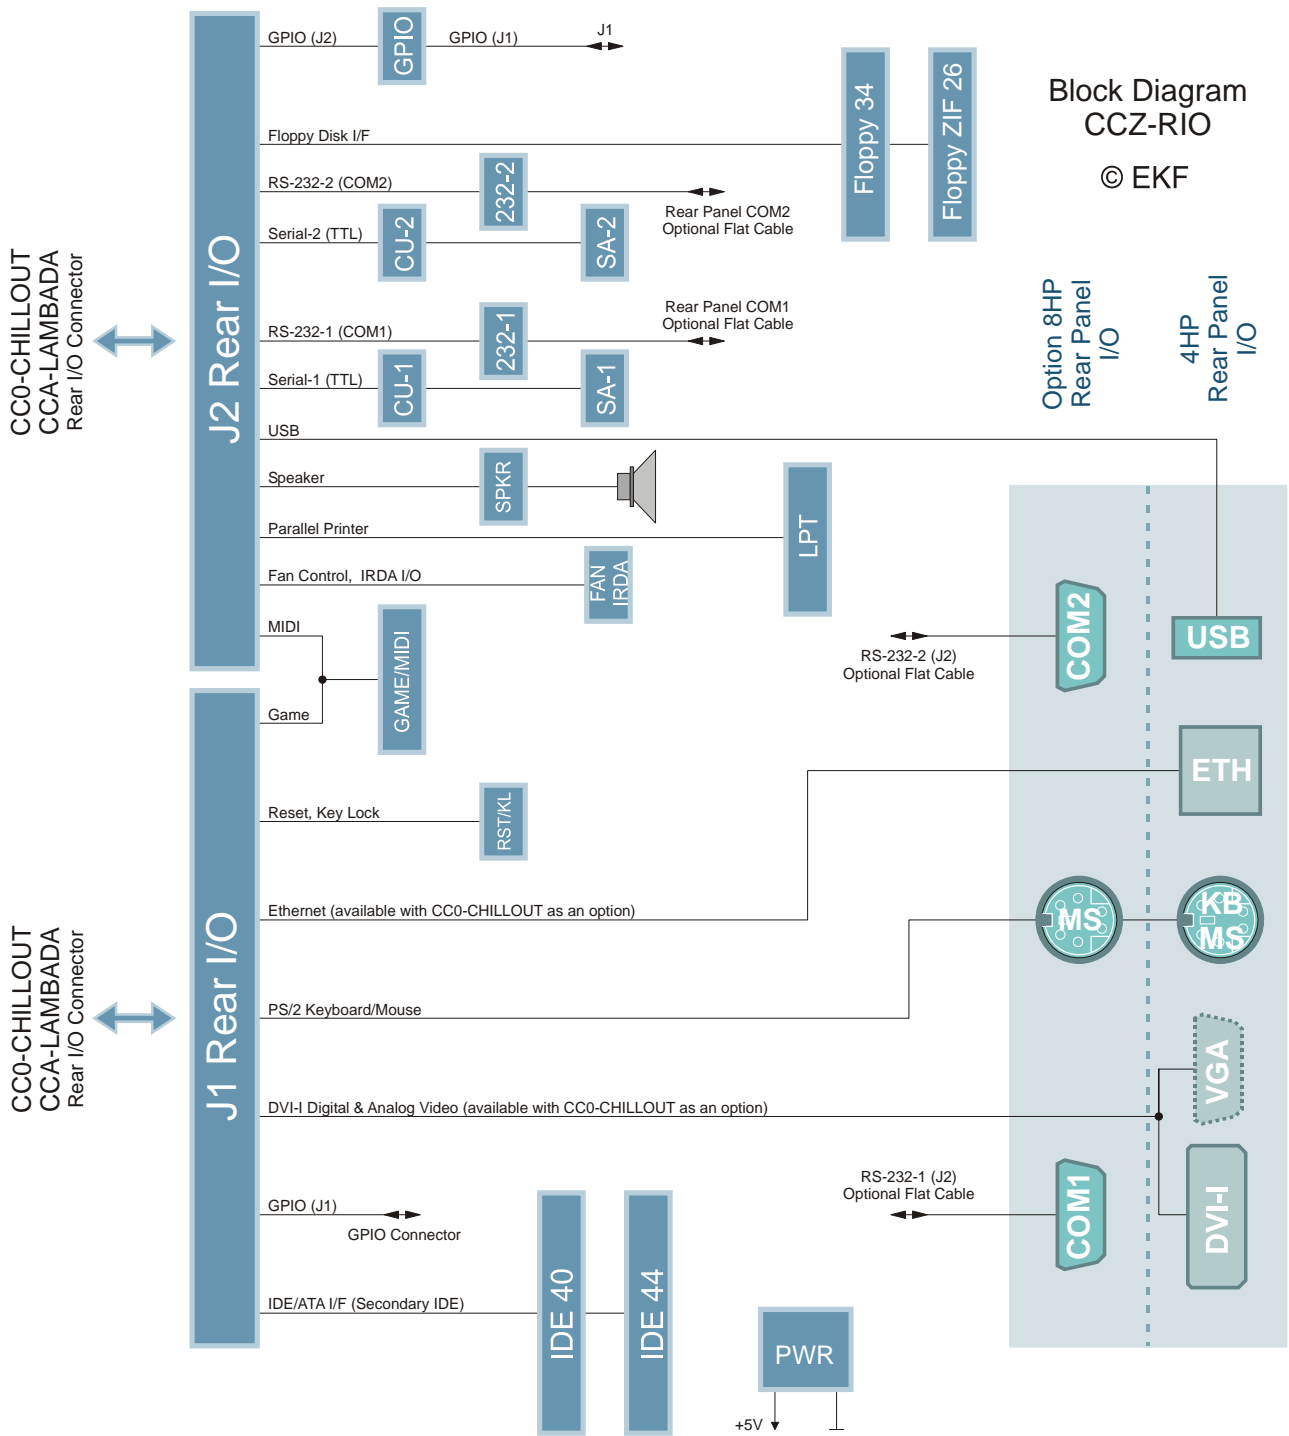 Block Diagram
CCZ-RIO
© EKF
CC0-CHILLOUT
CCA-LAMBADA
Rear I/O Connector
J2 Rear I/O
GPIO (J2)
GPIO
GPIO (J1)
J1
Floppy Disk I/F
Floppy 34
Floppy ZIF 26
RS-232-2 (COM2)
232-2
Rear Panel COM2
Optional Flat Cable
Serial-2 (TTL)
CU-2
SA-2
RS-232-1 (COM1)
232-1
Rear Panel COM1
Optional Flat Cable
Serial-1 (TTL)
CU-1
SA-1
USB
Speaker
SPKR
Parallel Printer
LPT
Fan Control, IRDA I/O
FAN
IRDA
MIDI
Game
GAME/MIDI
Option 8HP
Rear Panel
I/O
4HP
Rear Panel
I/O
COM2
RS-232-2 (J2)
Optional Flat Cable
USB
ETH
MS
KB
MS
VGA
DVI-I
COM1
RS-232-1 (J2)
Optional Flat Cable
CC0-CHILLOUT
CCA-LAMBADA
Rear I/O Connector
J1 Rear I/O
Reset, Key Lock
RST/KL
Ethernet (available with CC0-CHILLOUT as an option)
PS/2 Keyboard/Mouse
DVI-I Digital & Analog Video (available with CC0-CHILLOUT as an option)
GPIO (J1)
GPIO Connector
IDE/ATA I/F (Secondary IDE)
IDE 40
IDE 44
PWR
+5V